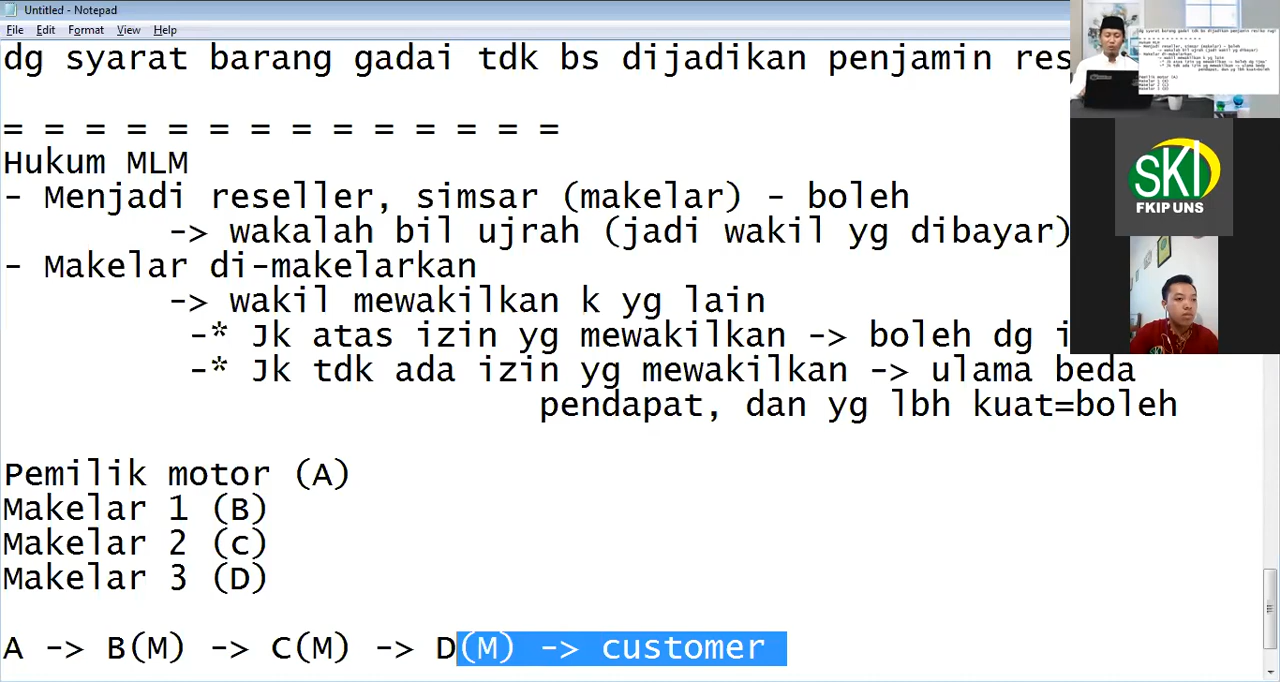 Untitled - Notepad
File Edit Format View Help
dg syarat barang gadai tdk bs dijadikan penjamin res
= = = = = = = = = = = = = =
Hukum MLM
- Menjadi reseller, simsar (makelar) - boleh
-> wakalah bil ujrah (jadi wakil yg dibayar)
- Makelar di-makelarkan
-> wakil mewakilkan k yg lain
-* Jk atas izin yg mewakilkan -> boleh dg i
-* Jk tdk ada izin yg mewakilkan -> ulama beda
pendapat, dan yg lbh kuat=boleh
Pemilik motor (A)
Makelar 1 (B)
Makelar 2 (c)
Makelar 3 (D)
A -> B(M) -> C(M) -> D(M) -> customer
SKI
FKIP UNS